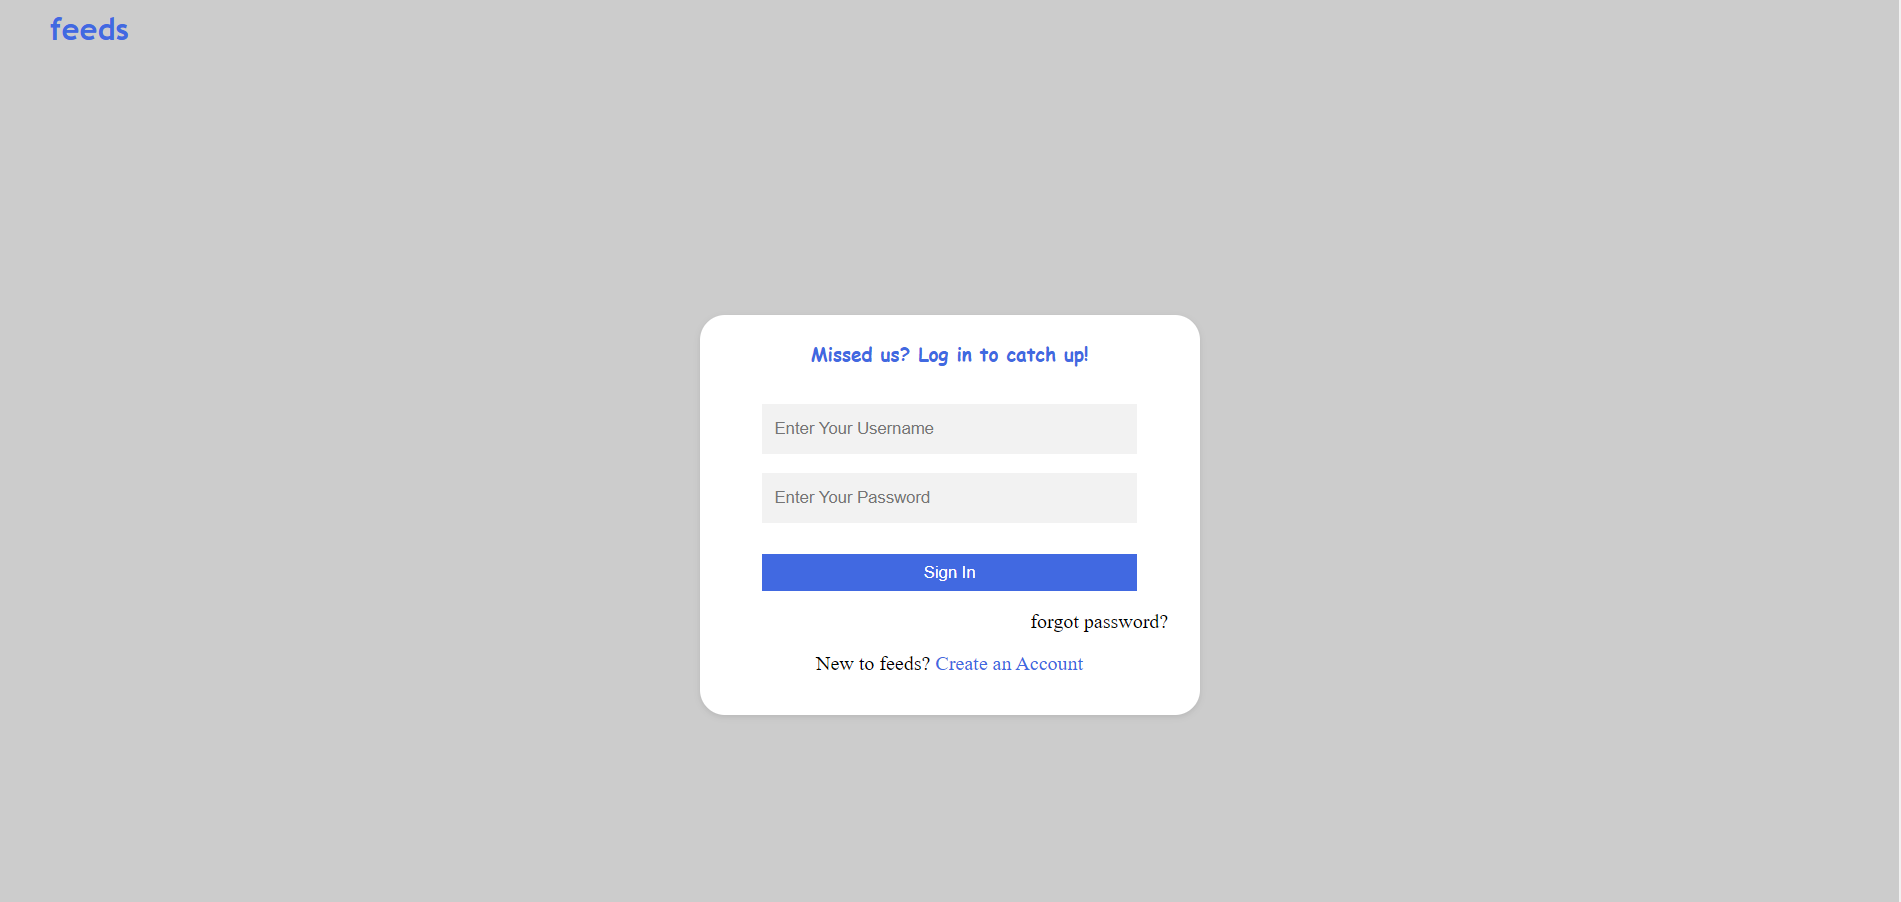 feeds
Missed us? Log in to catch up!
Enter Your Username
Enter Your Password
Sign In
forgot password?
New to feeds? Create an Account